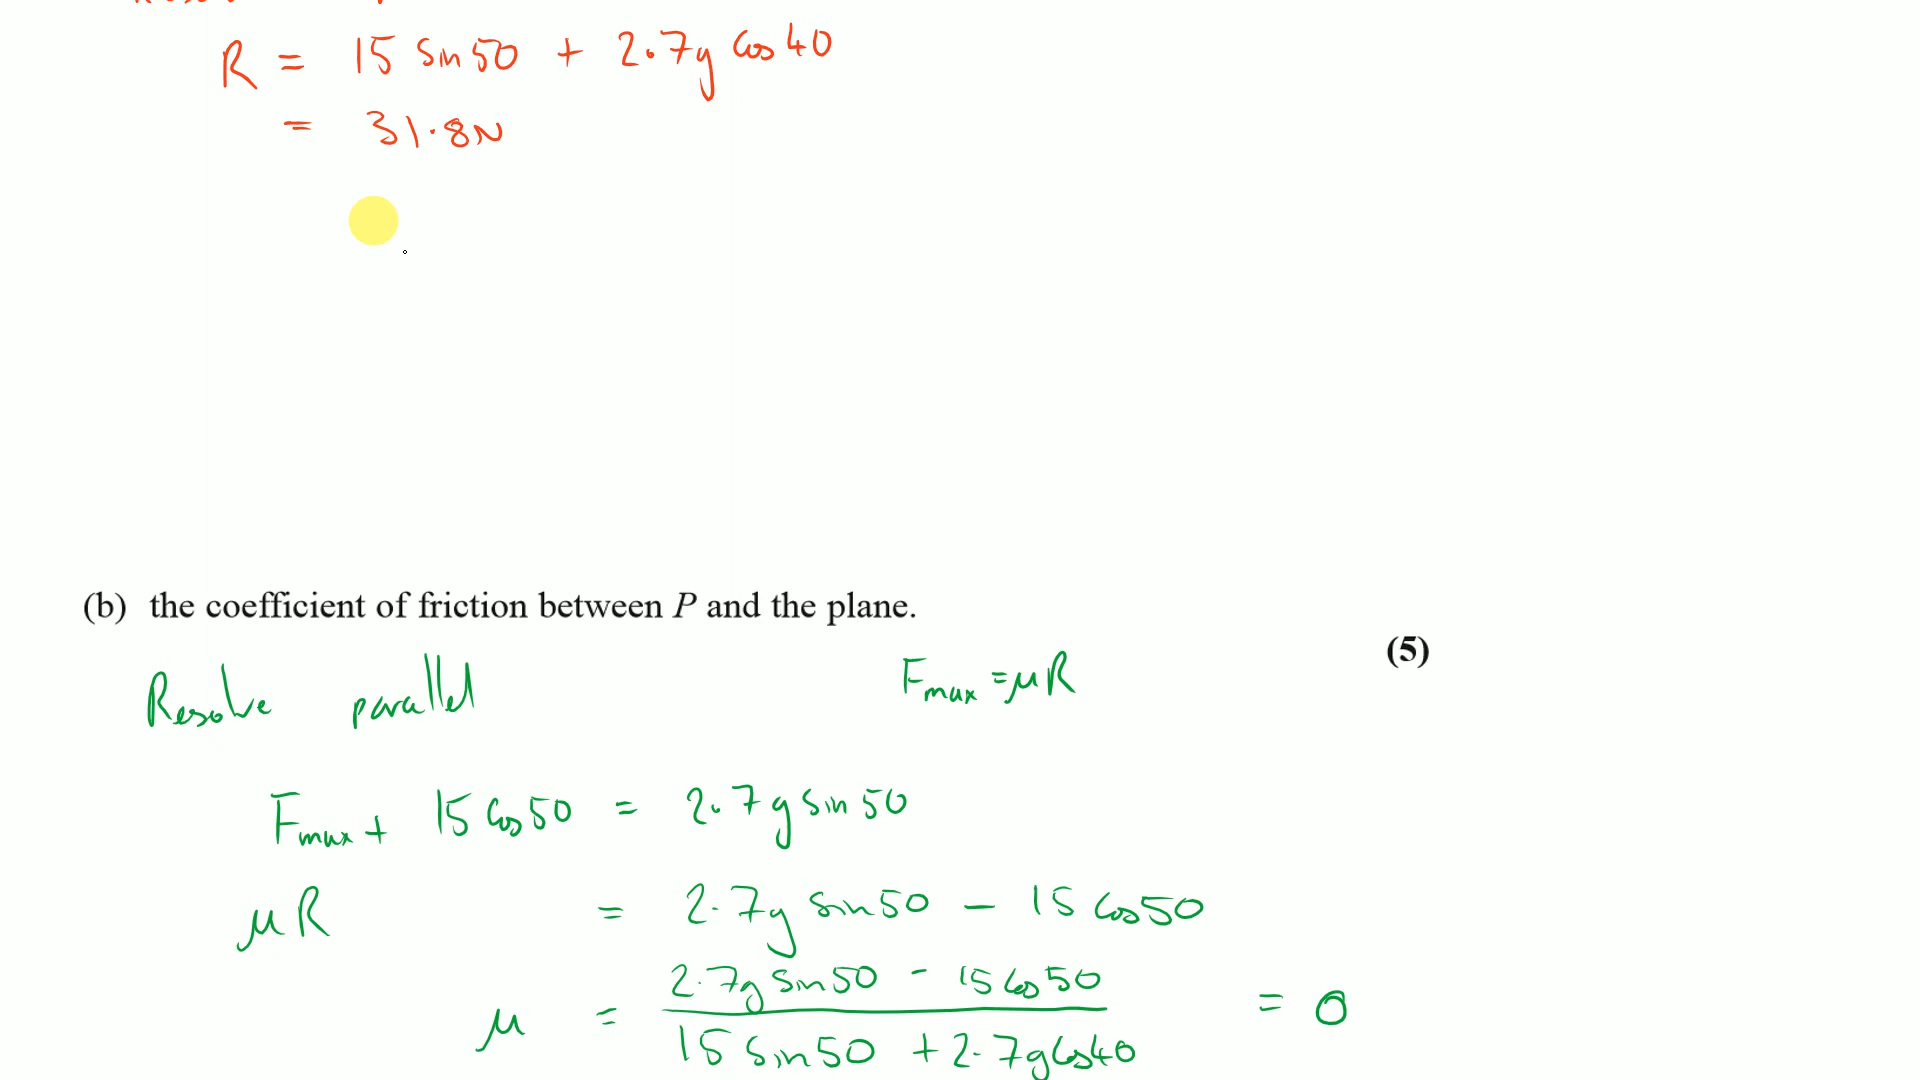 R = 15 Sin 50 + 2.7g Cos 40
= 31.8N
(b) the coefficient of friction between P and the plane.
(5)
Resolve parallel
Fmax = μR
Fmax + 15 Cos 50 = 2.7g Sin 50
μR = 2.7g Sin 50 - 15 Cos 50
μ = 2.7g Sin 50 - 15 Cos 50 = 0
15 Sin 50 + 2.7g Cos 40